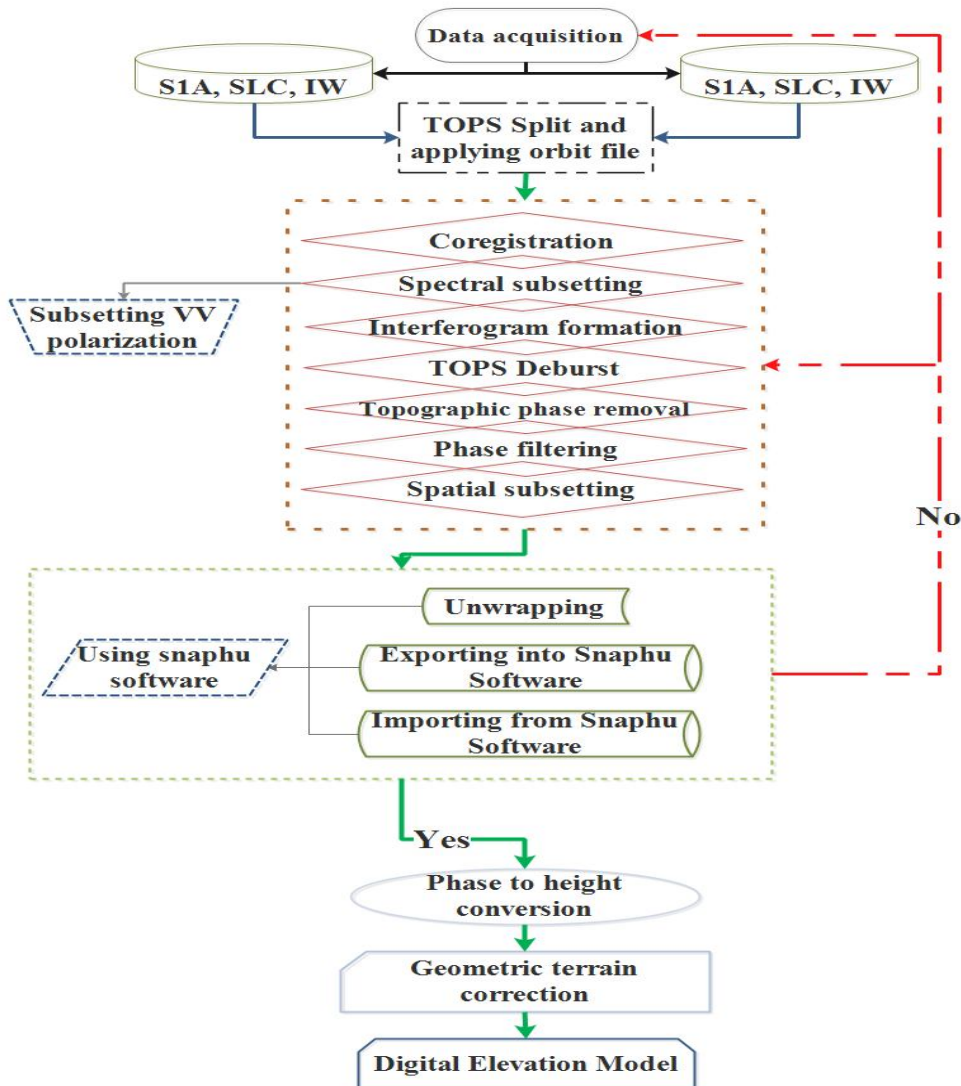 Data acquisition
S1A, SLC, IW
S1A, SLC, IW
TOPS Split and
applying orbit file
Coregistration
Spectral subsetting
Subsetting VV
polarization
Interferogram formation
TOPS Deburst
Topographic phase removal
Phase filtering
Spatial subsetting
No
Unwrapping
Using snaphu
software
Exporting into Snaphu
Software
Importing from Snaphu
Software
Yes
Phase to height
conversion
Geometric terrain
correction
Digital Elevation Model